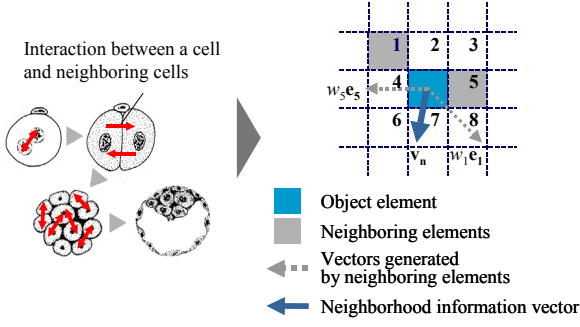 Interaction between a cell
and neighboring cells
1 2 3
4 5
w5e5
6 7 8
vn w1e1
Object element
Neighboring elements
Vectors generated
by neighboring elements
Neighborhood information vector